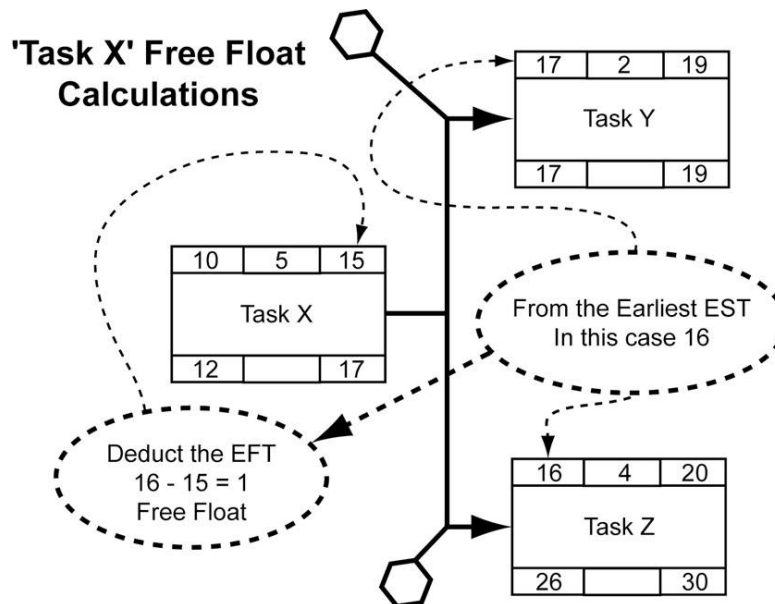 'Task X' Free Float
Calculations
17 2 19
Task Y
17 19
10 5 15
Task X
12 17
From the Earliest EST
In this case 16
Deduct the EFT
16 - 15 = 1
Free Float
16 4 20
Task Z
26 30